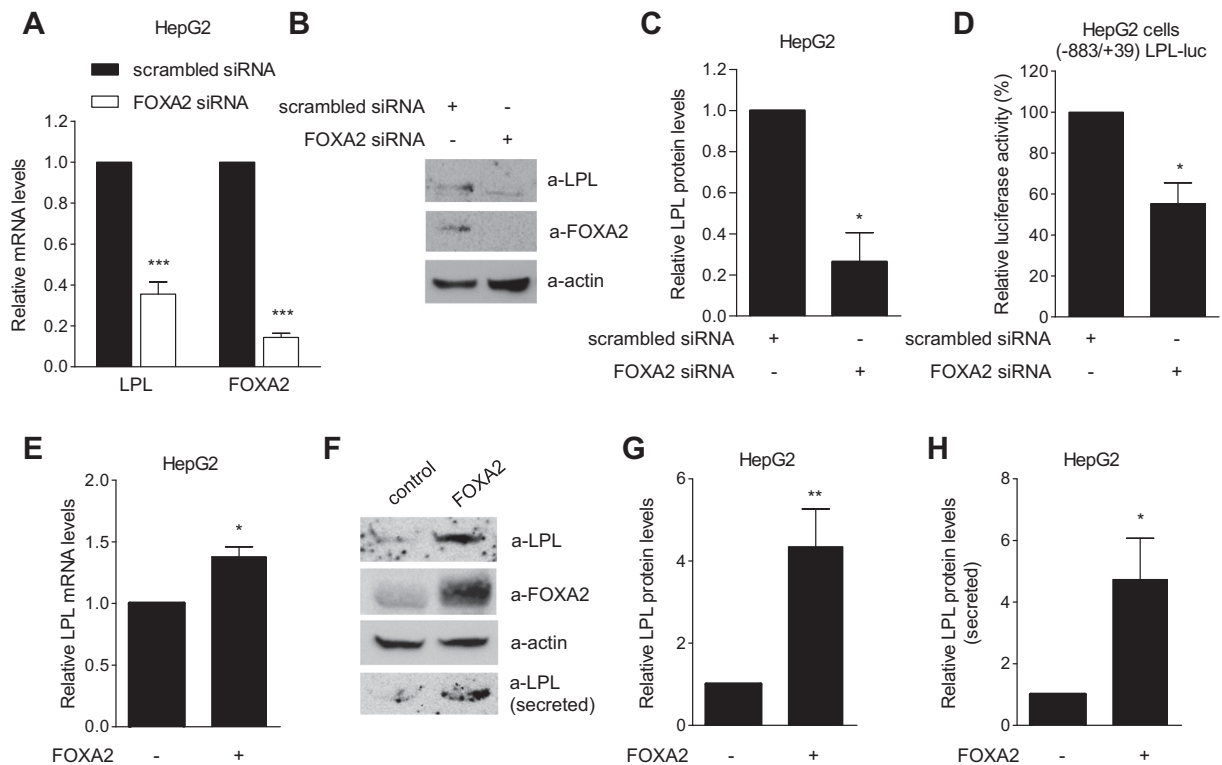 A
HepG2
scrambled siRNA
FOXA2 siRNA
Relative mRNA levels
1.2
1.0
0.8
0.6
0.4
0.2
0.0
***
***
LPL
FOXA2
B
scrambled siRNA + -
FOXA2 siRNA - +
a-LPL
a-FOXA2
a-actin
C
HepG2
Relative LPL protein levels
1.2
1.0
0.8
0.6
0.4
0.2
0.0
*
scrambled siRNA + -
FOXA2 siRNA - +
D
HepG2 cells
(-883/+39) LPL-luc
Relative luciferase activity (%)
120
100
80
60
40
20
0
*
scrambled siRNA + -
FOXA2 siRNA - +
E
HepG2
Relative LPL mRNA levels
2.0
1.5
1.0
0.5
0.0
*
FOXA2 - +
F
control
FOXA2
a-LPL
a-FOXA2
a-actin
a-LPL
(secreted)
G
HepG2
Relative LPL protein levels
6
4
2
0
**
FOXA2 - +
H
HepG2
Relative LPL protein levels
(secreted)
8
6
4
2
0
*
FOXA2 - +